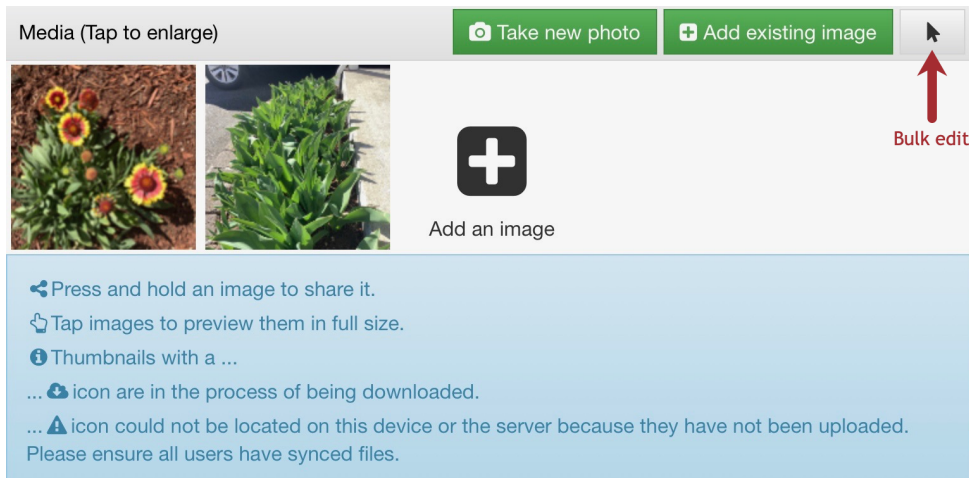 Media (Tap to enlarge)
Take new photo
Add existing image
Bulk edit
Add an image
Press and hold an image to share it.
Tap images to preview them in full size.
Thumbnails with a ...
... icon are in the process of being downloaded.
... icon could not be located on this device or the server because they have not been uploaded.
Please ensure all users have synced files.